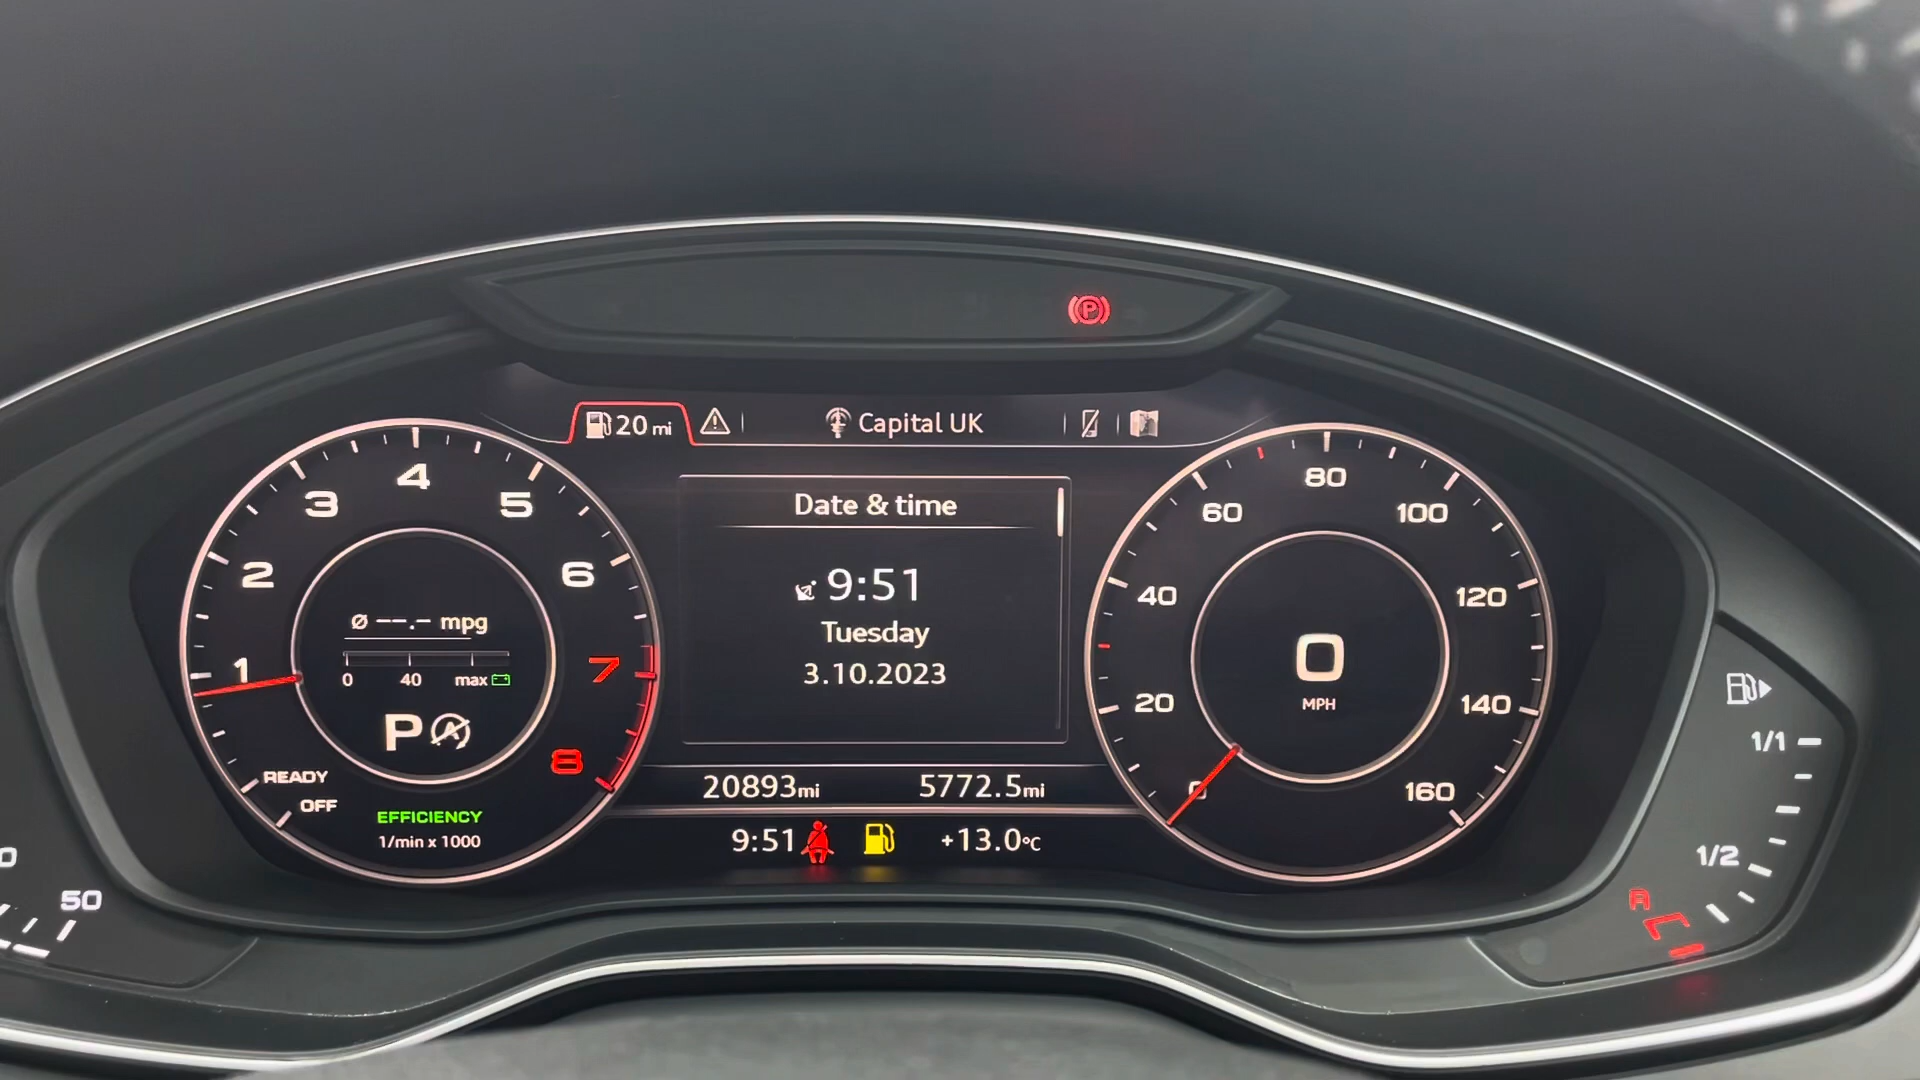 P
20 mi
Capital UK
Date & time
9:51
Tuesday
3.10.2023
20893mi 5772.5mi
9:51 +13.0°C
1 2 3 4 5 6 7 8
Ø --.- mpg
0 40 max
P A
READY
OFF
EFFICIENCY
1/min x 1000
0 20 40 60 80 100 120 140 160
0
MPH
1/1
1/2
R
50